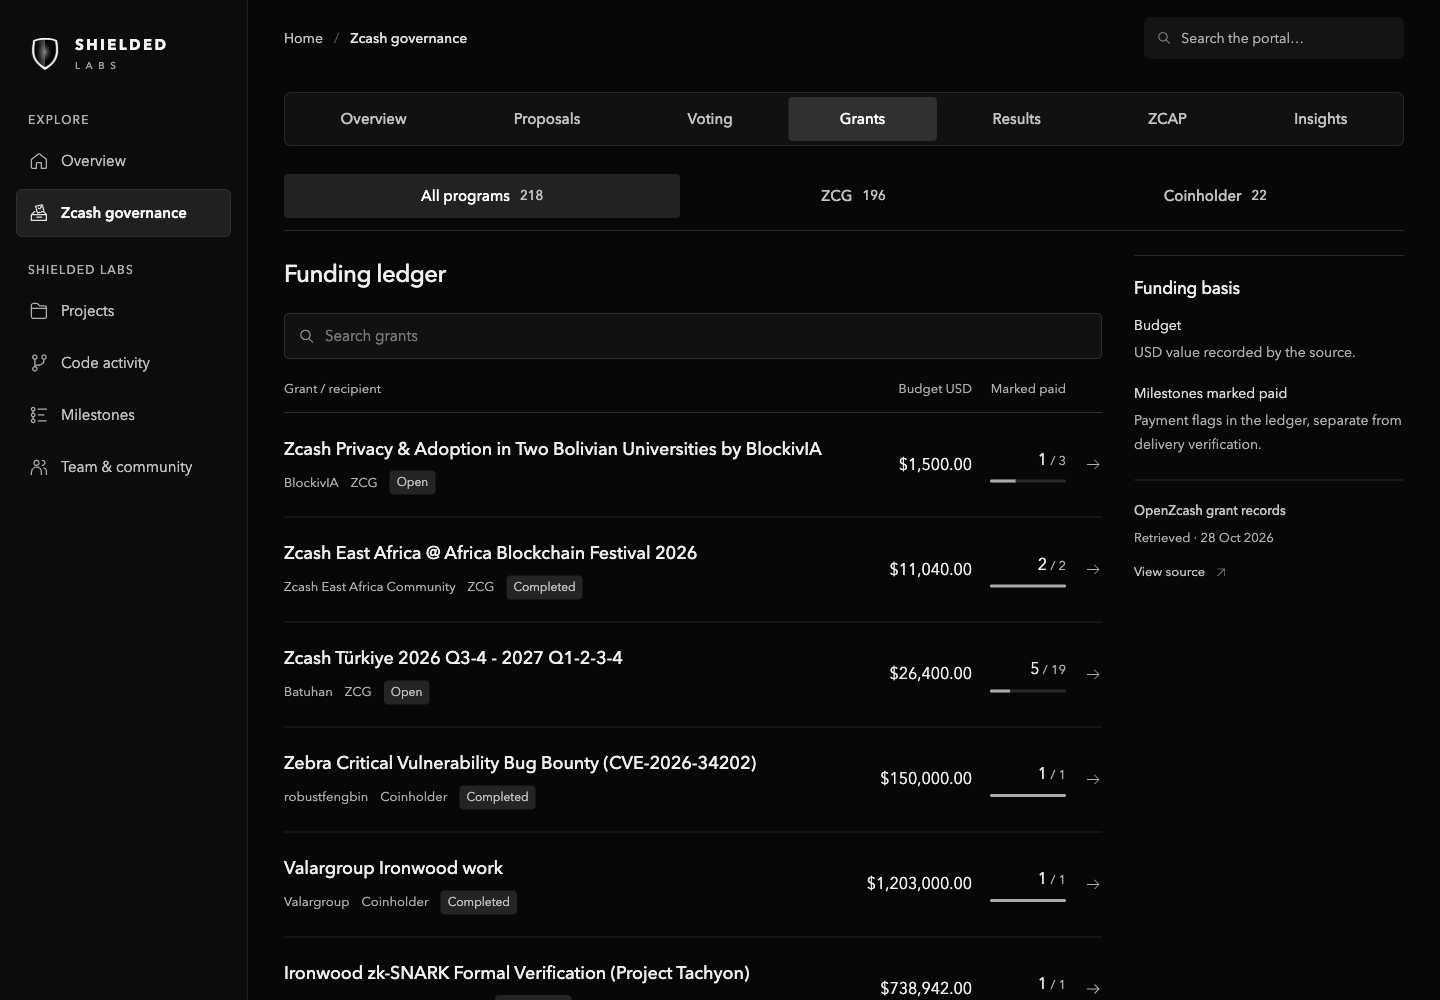 SHIELDED
LABS
EXPLORE
Overview
Zcash governance
SHIELDED LABS
Projects
Code activity
Milestones
Team & community
Home / Zcash governance
Search the portal...
Overview Proposals Voting Grants Results ZCAP Insights
All programs 218 ZCG 196 Coinholder 22
Funding ledger
Search grants
Grant / recipient Budget USD Marked paid
Zcash Privacy & Adoption in Two Bolivian Universities by BlockivIA
BlockivIA ZCG Open
$1,500.00 1 / 3
Zcash East Africa @ Africa Blockchain Festival 2026
Zcash East Africa Community ZCG Completed
$11,040.00 2 / 2
Zcash Türkiye 2026 Q3-4 - 2027 Q1-2-3-4
Batuhan ZCG Open
$26,400.00 5 / 19
Zebra Critical Vulnerability Bug Bounty (CVE-2026-34202)
robustfengbin Coinholder Completed
$150,000.00 1 / 1
Valargroup Ironwood work
Valargroup Coinholder Completed
$1,203,000.00 1 / 1
Ironwood zk-SNARK Formal Verification (Project Tachyon)
$738,942.00 1 / 1
Funding basis
Budget
USD value recorded by the source.
Milestones marked paid
Payment flags in the ledger, separate from
delivery verification.
OpenZcash grant records
Retrieved · 28 Oct 2026
View source